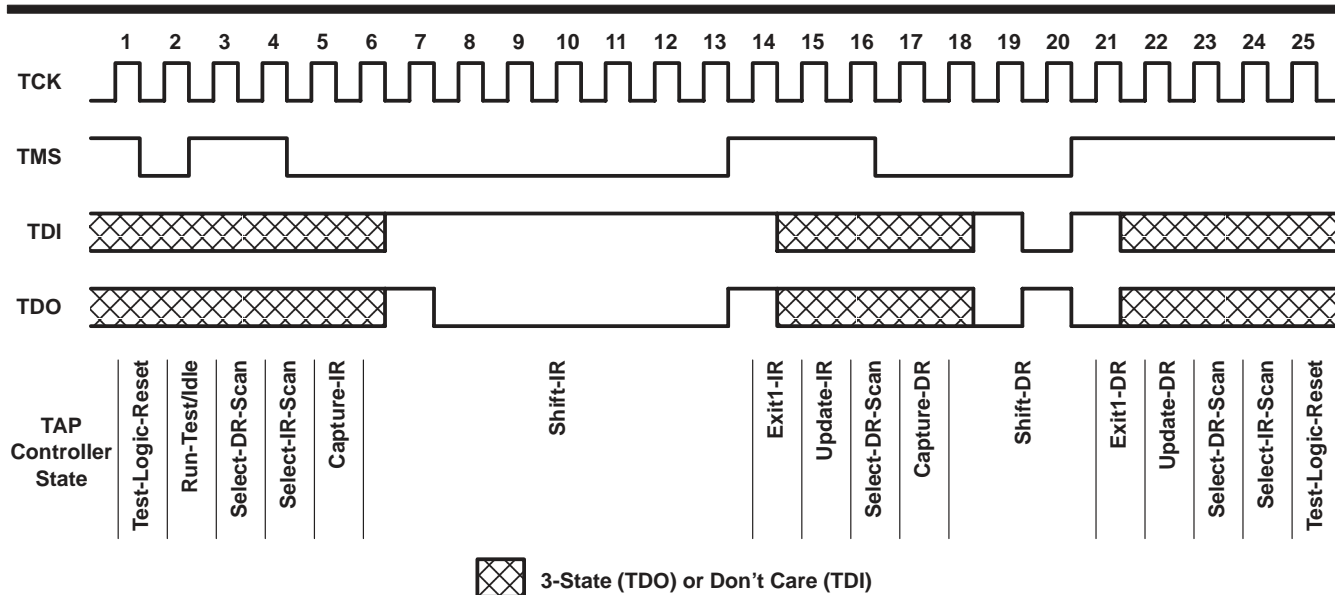 1 2 3 4 5 6 7 8 9 10 11 12 13 14 15 16 17 18 19 20 21 22 23 24 25
TCK
TMS
TDI
TDO
TAP
Controller
State
Test-Logic-Reset
Run-Test/Idle
Select-DR-Scan
Select-IR-Scan
Capture-IR
Shift-IR
Exit1-IR
Update-IR
Select-DR-Scan
Capture-DR
Shift-DR
Exit1-DR
Update-DR
Select-DR-Scan
Select-IR-Scan
Test-Logic-Reset
3-State (TDO) or Don't Care (TDI)